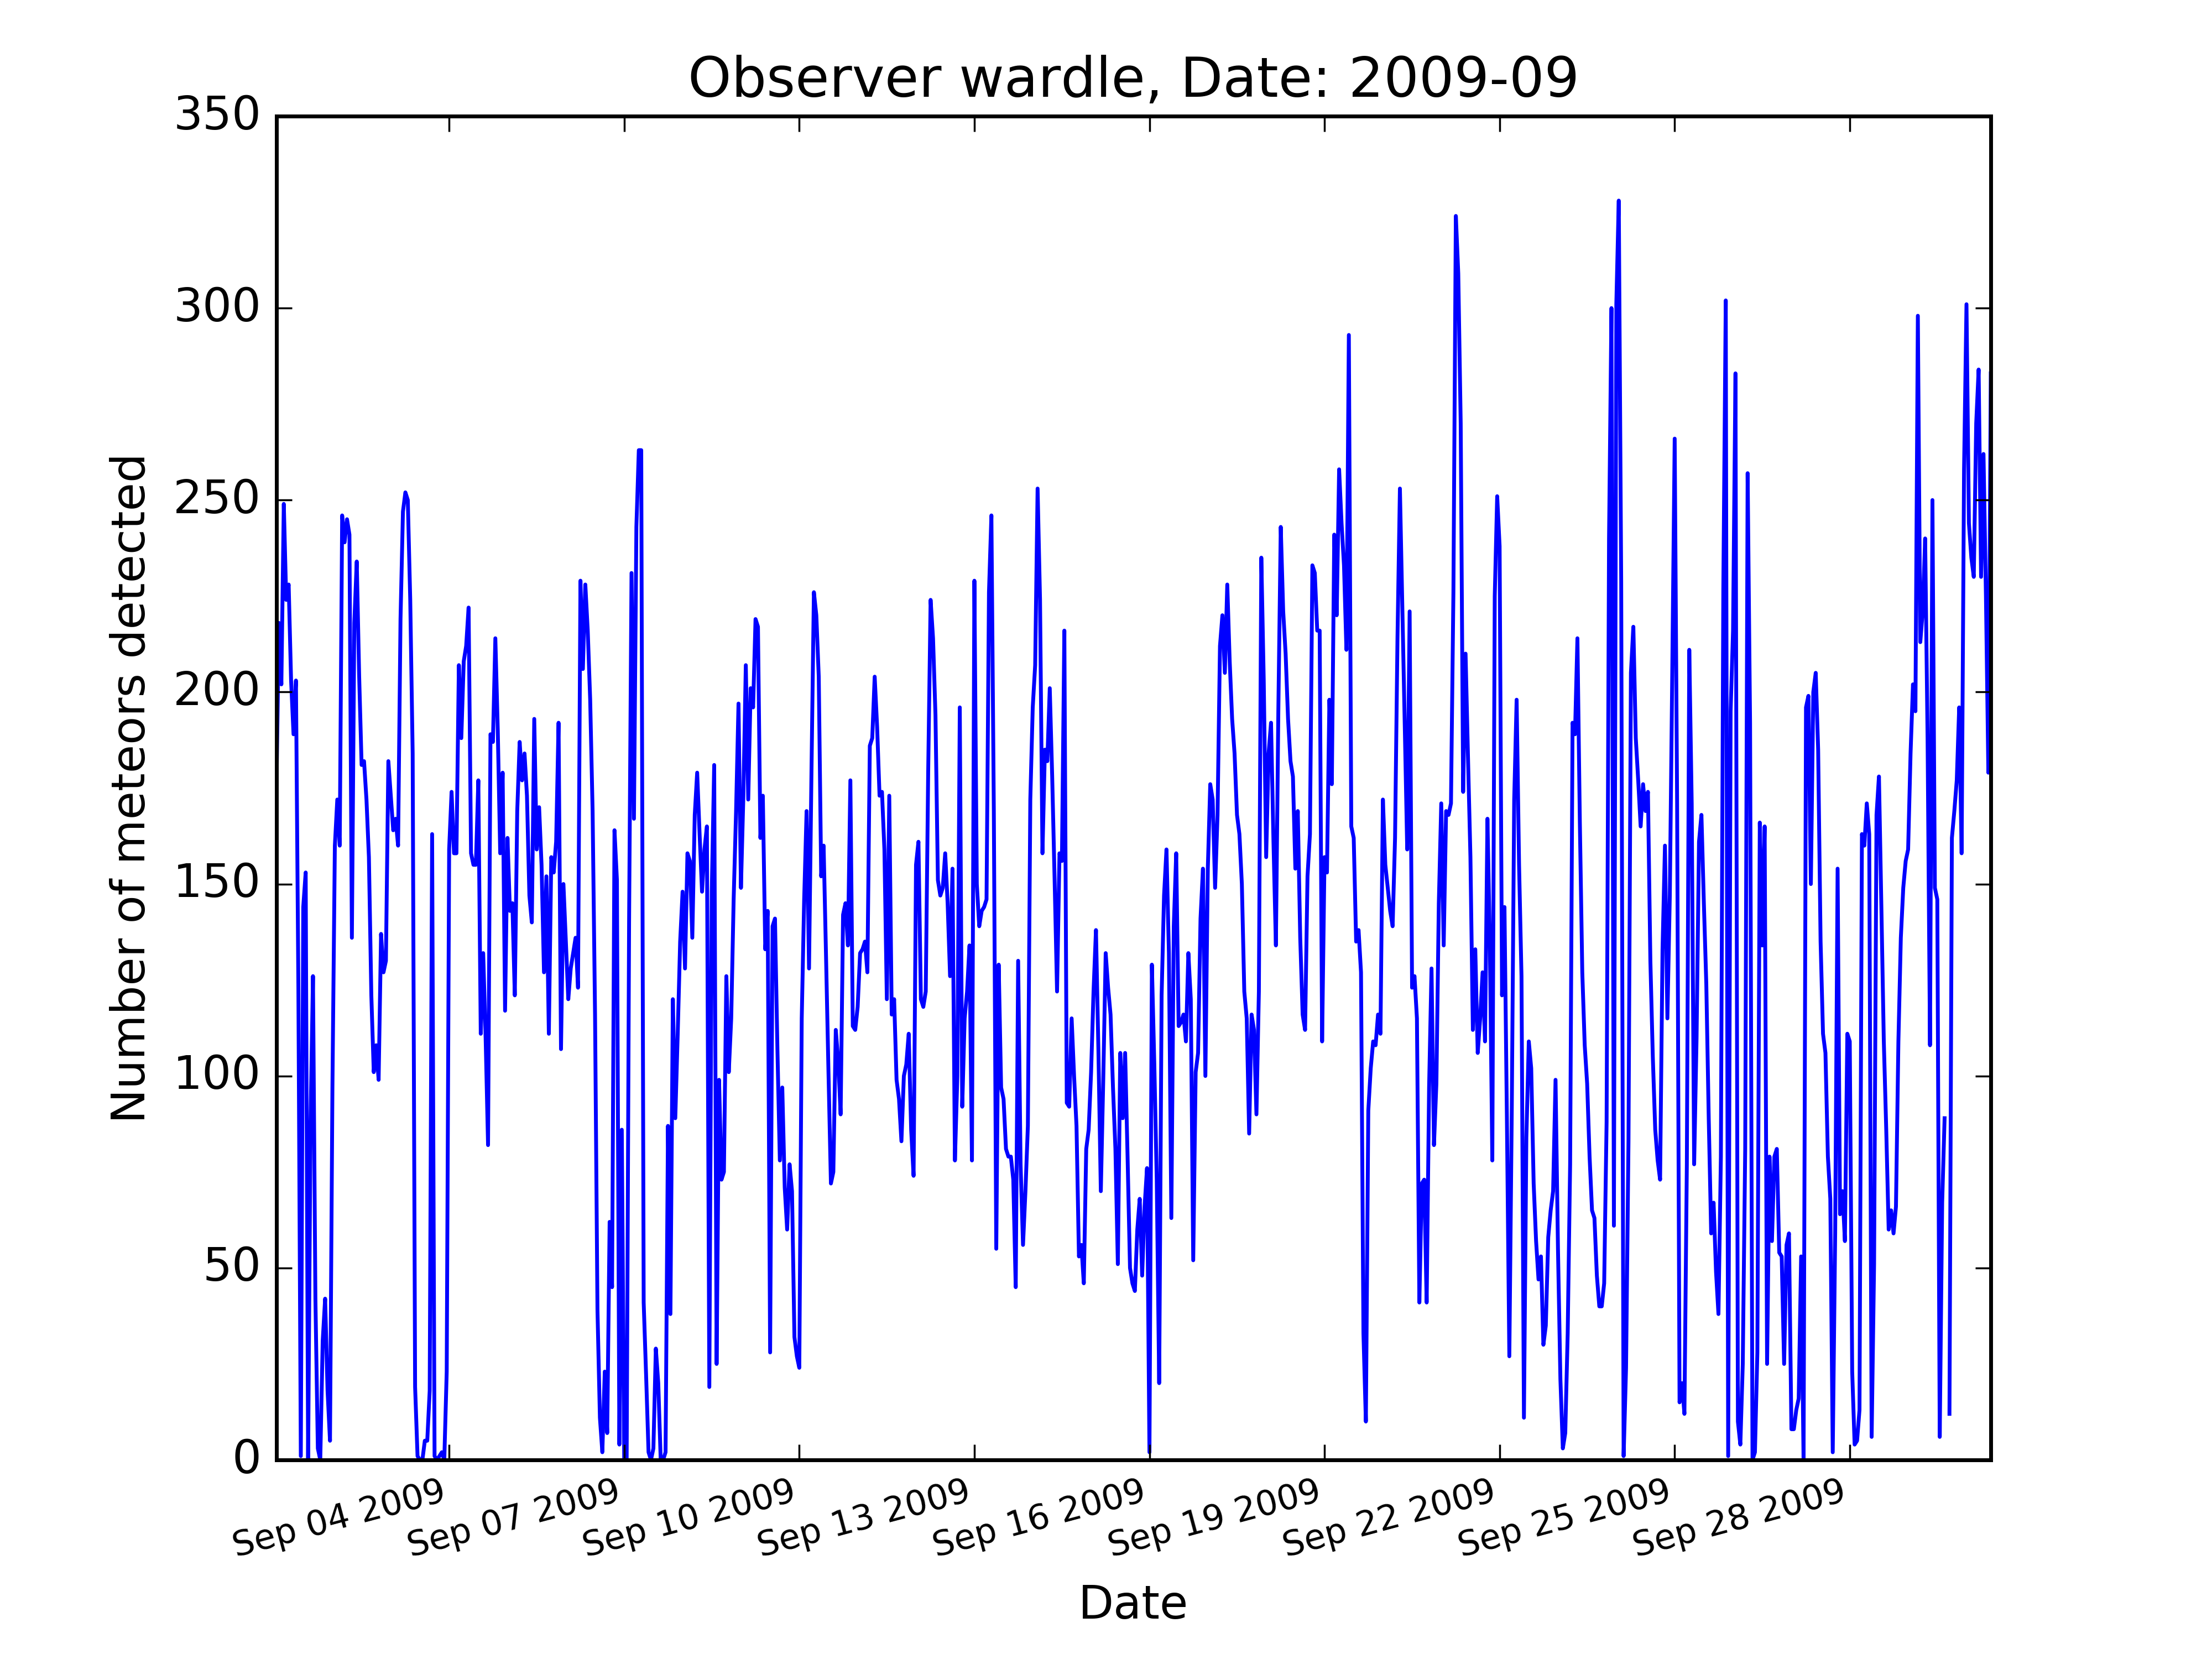 Observer wardle, Date: 2009-09
350
300
250
200
150
100
50
0
Number of meteors detected
Sep 04 2009
Sep 07 2009
Sep 10 2009
Sep 13 2009
Sep 16 2009
Sep 19 2009
Sep 22 2009
Sep 25 2009
Sep 28 2009
Date